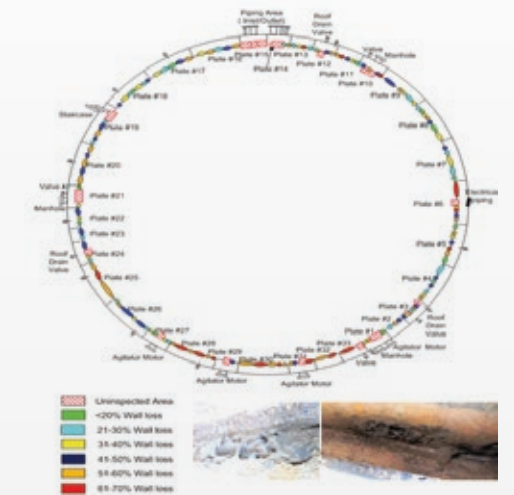 Piping Area
( Inlet/Outlet)
Roof
Drain
Valve
Valve
Manhole
Plate #15
Plate #13
Plate #12
Plate #14
Plate #11
Plate #10
Plate #17
Plate #9
Plate #18
Plate #8
Staircase
Plate #19
Plate #7
Plate #20
Valve
Manhole
Plate #21
Plate #6
Electrical
Piping
Plate #22
Plate #23
Plate #5
Roof
Drain
Valve
Plate #24
Plate #25
Plate #4
Plate #26
Plate #3
Plate #2
Roof
Drain
Valve
Plate #27
Plate #1
Plate #28
Plate #33
Agitator Motor
Manhole
Valve
Plate #29
Plate #32
Agitator Motor
Agitator Motor
Agitator Motor
Uninspected Area
<20% Wall loss
21-30% Wall loss
31-40% Wall loss
41-50% Wall loss
51-60% Wall loss
61-70% Wall loss